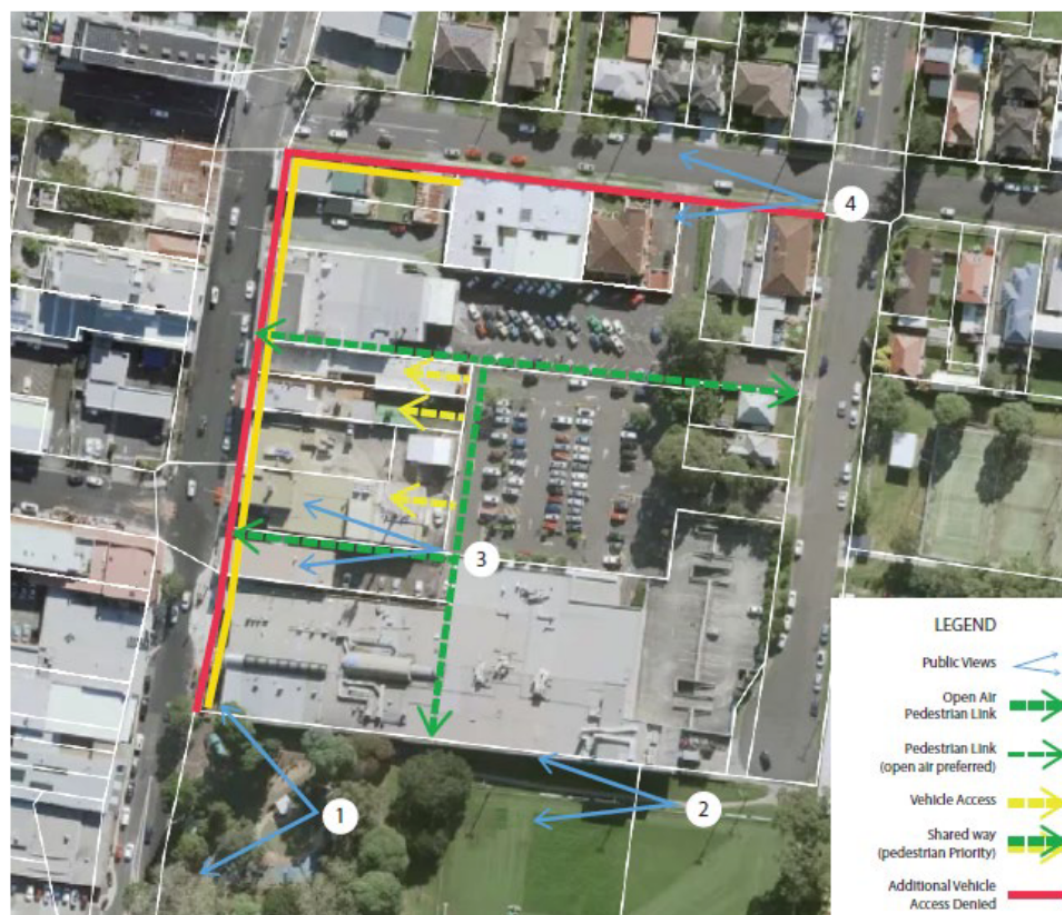 4
3
1
2
LEGEND
Public Views
Open Air
Pedestrian Link
Pedestrian Link
(open air preferred)
Vehicle Access
Shared way
(pedestrian Priority)
Additional Vehicle
Access Denied